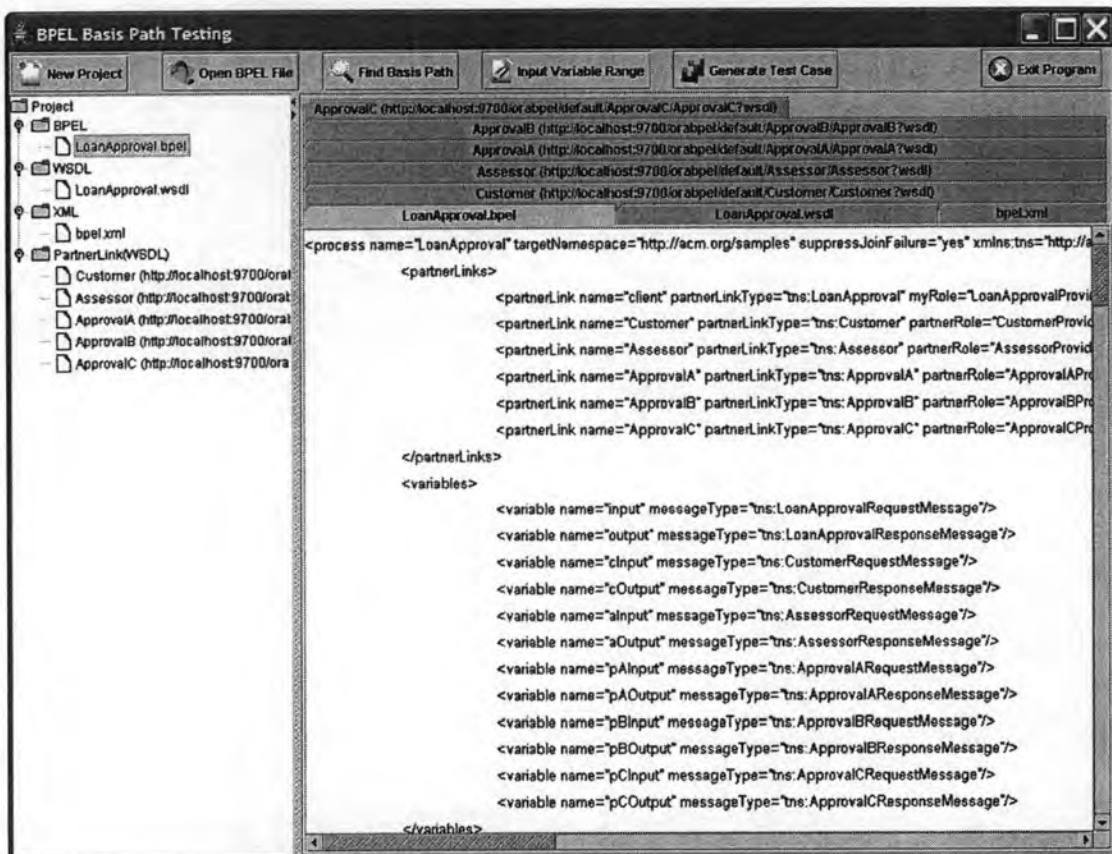 BPEL Basis Path Testing
New Project Open BPEL File Find Basis Path Input Variable Range Generate Test Case Exit Program
Project
BPEL
LoanApproval.bpel
WSDL
LoanApproval.wsdl
XML
bpel.xml
PartnerLink(WSDL)
Customer (http://localhost:9700/oral
Assessor (http://localhost:9700/orat
ApprovalA (http://localhost:9700/oral
ApprovalB (http://localhost:9700/oral
ApprovalC (http://localhost:9700/ora
ApprovalC (http://localhost:9700/orabpel/default/ApprovalC/ApprovalC?wsdl)
ApprovalB (http://localhost:9700/orabpel/default/ApprovalB/ApprovalB?wsdl)
ApprovalA (http://localhost:9700/orabpel/default/ApprovalA/ApprovalA?wsdl)
Assessor (http://localhost:9700/orabpel/default/Assessor/Assessor?wsdl)
Customer (http://localhost:9700/orabpel/default/Customer/Customer?wsdl)
LoanApproval.bpel LoanApproval.wsdl bpel.xml
<process name="LoanApproval" targetNamespace="http://acm.org/samples" suppressJoinFailure="yes" xmlns:tns="http://a
<partnerLinks>
<partnerLink name="client" partnerLinkType="tns:LoanApproval" myRole="LoanApprovalProvi
<partnerLink name="Customer" partnerLinkType="tns:Customer" partnerRole="CustomerProvid
<partnerLink name="Assessor" partnerLinkType="tns:Assessor" partnerRole="AssessorProvid
<partnerLink name="ApprovalA" partnerLinkType="tns:ApprovalA" partnerRole="ApprovalAPro
<partnerLink name="ApprovalB" partnerLinkType="tns:ApprovalB" partnerRole="ApprovalBPro
<partnerLink name="ApprovalC" partnerLinkType="tns:ApprovalC" partnerRole="ApprovalCPro
</partnerLinks>
<variables>
<variable name="input" messageType="tns:LoanApprovalRequestMessage"/>
<variable name="output" messageType="tns:LoanApprovalResponseMessage"/>
<variable name="cInput" messageType="tns:CustomerRequestMessage"/>
<variable name="cOutput" messageType="tns:CustomerResponseMessage"/>
<variable name="aInput" messageType="tns:AssessorRequestMessage"/>
<variable name="aOutput" messageType="tns:AssessorResponseMessage"/>
<variable name="pAInput" messageType="tns:ApprovalARequestMessage"/>
<variable name="pAOutput" messageType="tns:ApprovalAResponseMessage"/>
<variable name="pBInput" messageType="tns:ApprovalBRequestMessage"/>
<variable name="pBOutput" messageType="tns:ApprovalBResponseMessage"/>
<variable name="pCInput" messageType="tns:ApprovalCRequestMessage"/>
<variable name="pCOutput" messageType="tns:ApprovalCResponseMessage"/>
</variables>